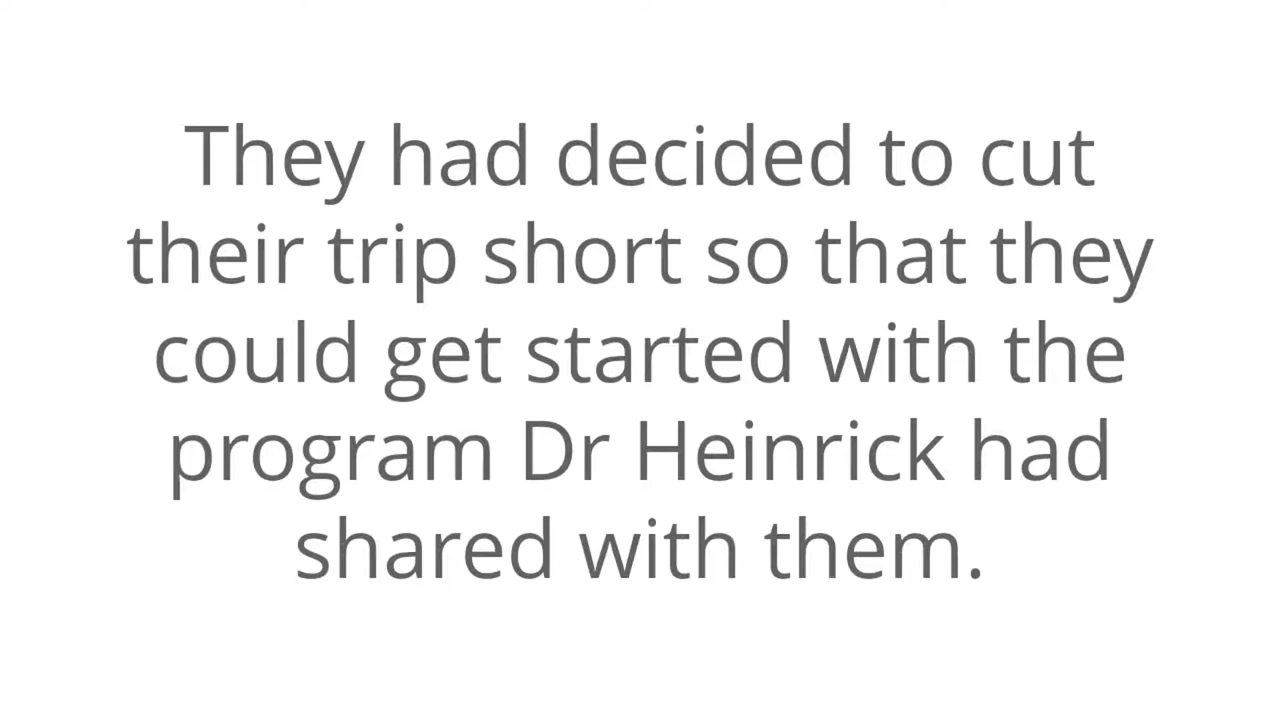 They had decided to cut
their trip short so that they
could get started with the
program Dr Heinrick had
shared with them.